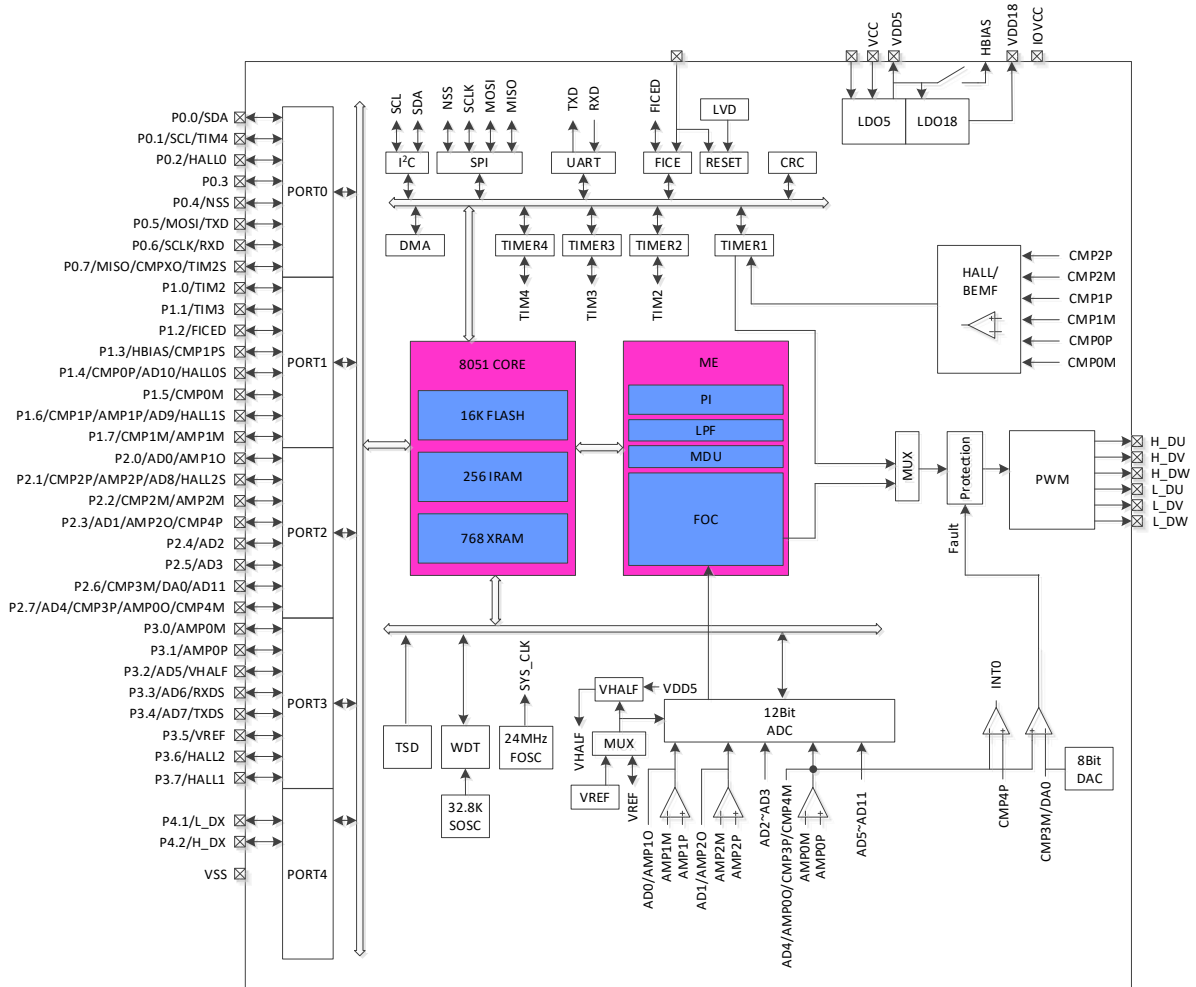 VCC
VDD5
HBIAS
VDD18
IOVCC
LDO5
LDO18
SCL
SDA
NSS
SCLK
MOSI
MISO
TXD
RXD
FICED
LVD
I²C
SPI
UART
FICE
RESET
CRC
DMA
TIMER4
TIMER3
TIMER2
TIMER1
TIM4
TIM3
TIM2
P0.0/SDA
P0.1/SCL/TIM4
P0.2/HALL0
P0.3
P0.4/NSS
P0.5/MOSI/TXD
P0.6/SCLK/RXD
P0.7/MISO/CMPXO/TIM2S
PORT0
P1.0/TIM2
P1.1/TIM3
P1.2/FICED
P1.3/HBIAS/CMP1PS
P1.4/CMP0P/AD10/HALL0S
P1.5/CMP0M
P1.6/CMP1P/AMP1P/AD9/HALL1S
P1.7/CMP1M/AMP1M
PORT1
P2.0/AD0/AMP1O
P2.1/CMP2P/AMP2P/AD8/HALL2S
P2.2/CMP2M/AMP2M
P2.3/AD1/AMP2O/CMP4P
P2.4/AD2
P2.5/AD3
P2.6/CMP3M/DA0/AD11
P2.7/AD4/CMP3P/AMP0O/CMP4M
PORT2
P3.0/AMP0M
P3.1/AMP0P
P3.2/AD5/VHALF
P3.3/AD6/RXDS
P3.4/AD7/TXDS
P3.5/VREF
P3.6/HALL2
P3.7/HALL1
PORT3
P4.1/L_DX
P4.2/H_DX
VSS
PORT4
8051 CORE
16K FLASH
256 IRAM
768 XRAM
ME
PI
LPF
MDU
FOC
HALL/
BEMF
CMP2P
CMP2M
CMP1P
CMP1M
CMP0P
CMP0M
MUX
Protection
Fault
PWM
H_DU
H_DV
H_DW
L_DU
L_DV
L_DW
TSD
WDT
32.8K
SOSC
SYS_CLK
24MHz
FOSC
VHALF
VDD5
VHALF
MUX
VREF
VREF
12Bit
ADC
AD0/AMP1O
AMP1M
AMP1P
AD1/AMP2O
AMP2M
AMP2P
AD2~AD3
AD4/AMP0O/CMP3P/CMP4M
AMP0M
AMP0P
AD5~AD11
INT0
CMP4P
CMP3M/DA0
8Bit
DAC